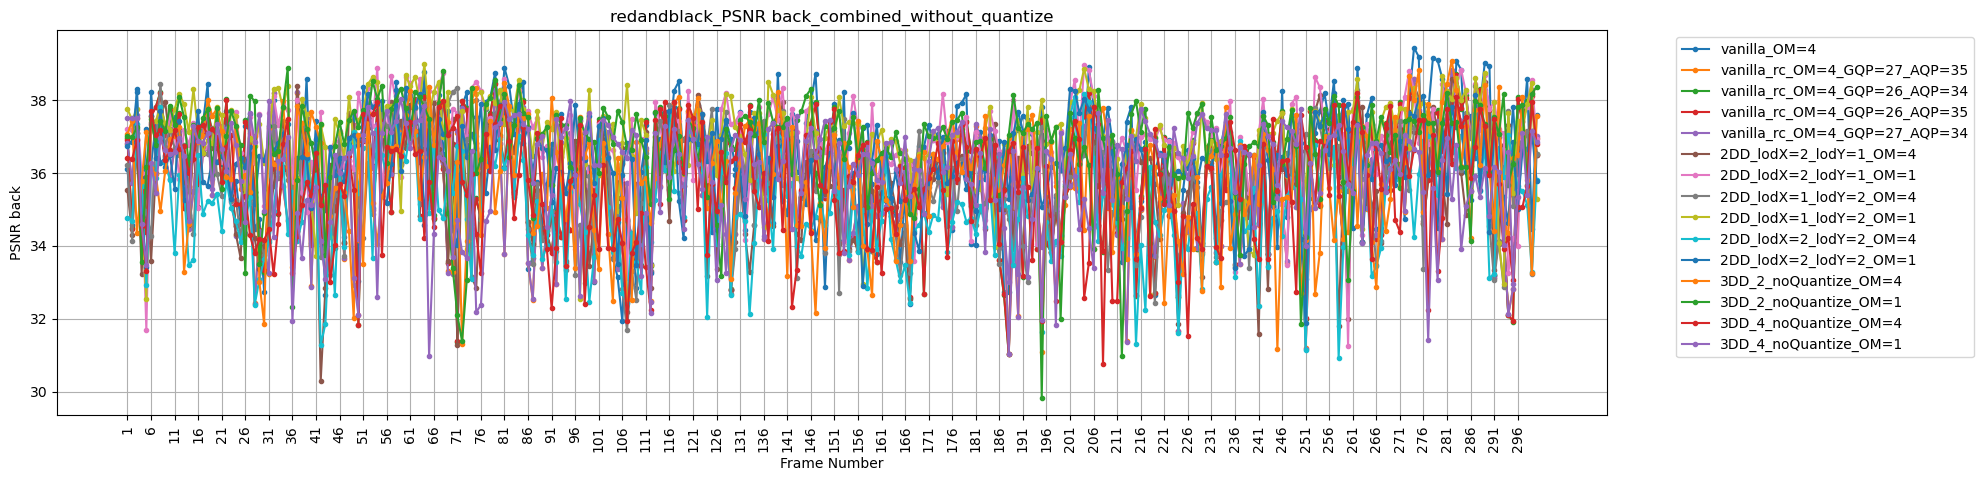 redandblack_PSNR back_combined_without_quantize
PSNR back
38
36
34
32
30
1 6 11 16 21 26 31 36 41 46 51 56 61 66 71 76 81 86 91 96 101 106 111 116 121 126 131 136 141 146 151 156 161 166 171 176 181 186 191 196 201 206 211 216 221 226 231 236 241 246 251 256 261 266 271 276 281 286 291 296
Frame Number
vanilla_OM=4
vanilla_rc_OM=4_GQP=27_AQP=35
vanilla_rc_OM=4_GQP=26_AQP=34
vanilla_rc_OM=4_GQP=26_AQP=35
vanilla_rc_OM=4_GQP=27_AQP=34
2DD_lodX=2_lodY=1_OM=4
2DD_lodX=2_lodY=1_OM=1
2DD_lodX=1_lodY=2_OM=4
2DD_lodX=1_lodY=2_OM=1
2DD_lodX=2_lodY=2_OM=4
2DD_lodX=2_lodY=2_OM=1
3DD_2_noQuantize_OM=4
3DD_2_noQuantize_OM=1
3DD_4_noQuantize_OM=4
3DD_4_noQuantize_OM=1